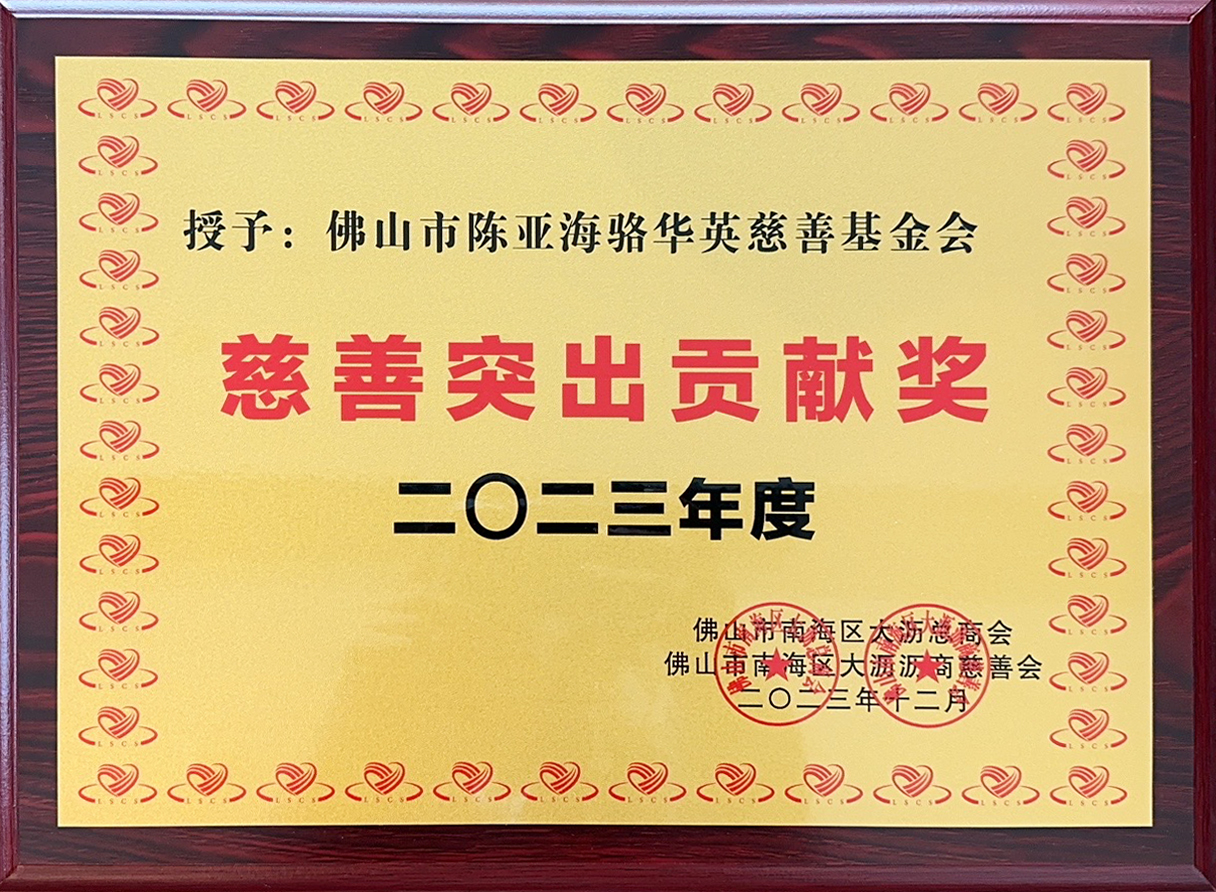 授予：佛山市陈亚海骆华英慈善基金会
慈善突出贡献奖
二〇二三年度
佛山市南海区大沥总商会
佛山市南海区大沥沥商慈善会
二〇二三年十二月
LSCS